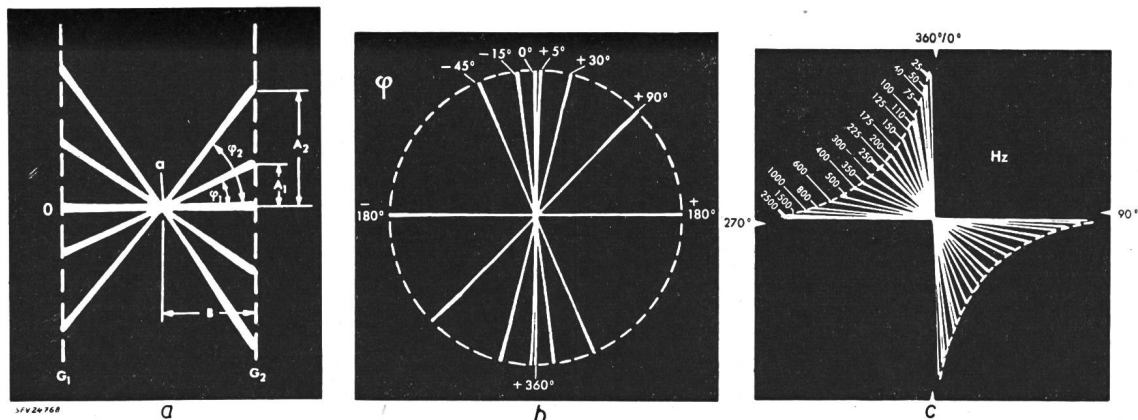 a
φ₂
A₂
φ₁
A₁
0
B
G₁
G₂
SFV24768
a
φ
−45°
−15°
0°
+5°
+30°
+90°
−
180°
+
180°
+360°
b
360°/0°
25
40
50
75
100
110
125
150
175
200
225
250
300
350
400
500
600
800
1000
1500
2500
Hz
270°
90°
c